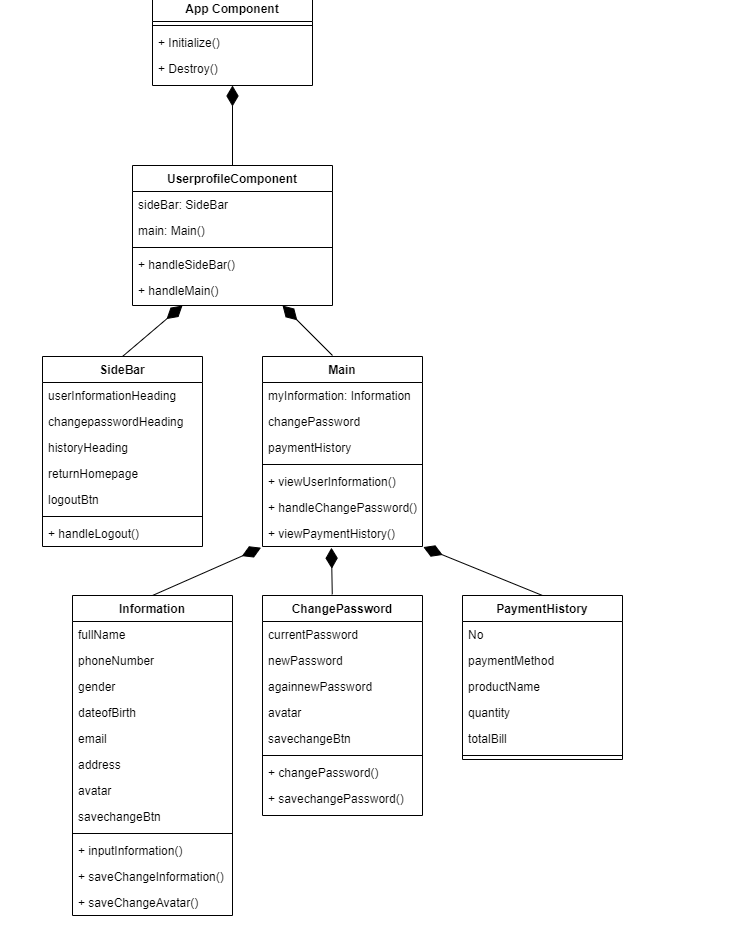 App Component
+ Initialize()
+ Destroy()
UserprofileComponent
sideBar: SideBar
main: Main()
+ handleSideBar()
+ handleMain()
SideBar
userInformationHeading
changepasswordHeading
historyHeading
returnHomepage
logoutBtn
+ handleLogout()
Main
myInformation: Information
changePassword
paymentHistory
+ viewUserInformation()
+ handleChangePassword()
+ viewPaymentHistory()
Information
fullName
phoneNumber
gender
dateofBirth
email
address
avatar
savechangeBtn
+ inputInformation()
+ saveChangeInformation()
+ saveChangeAvatar()
ChangePassword
currentPassword
newPassword
againnewPassword
avatar
savechangeBtn
+ changePassword()
+ savechangePassword()
PaymentHistory
No
paymentMethod
productName
quantity
totalBill